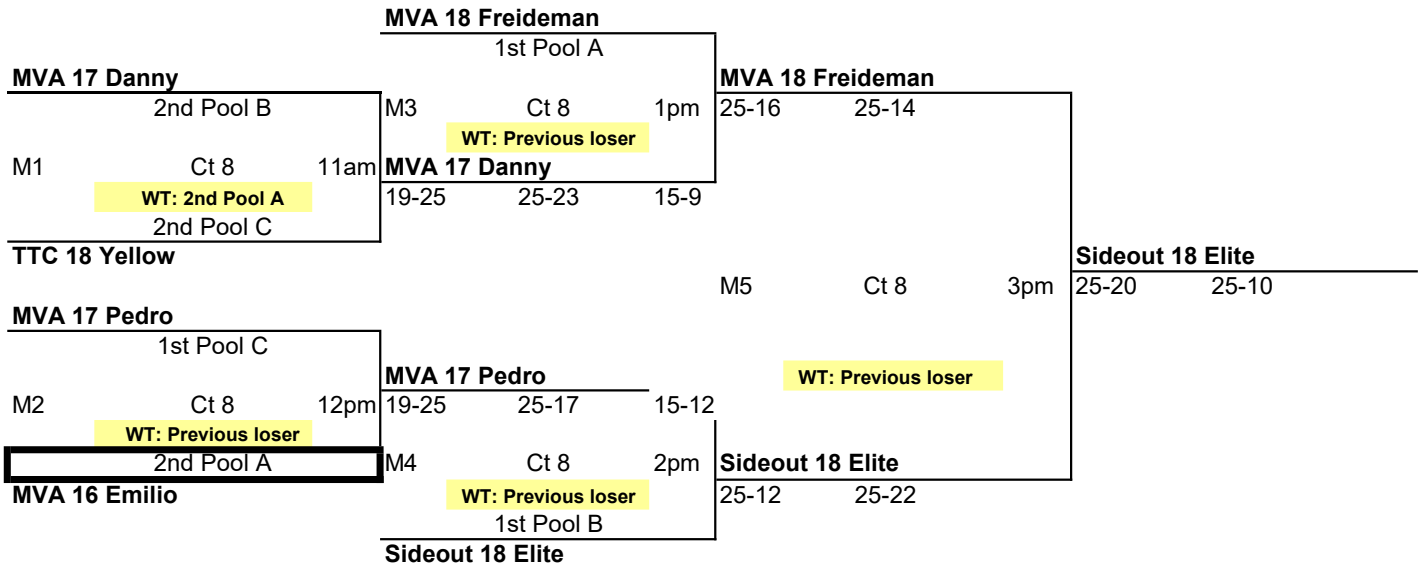 MVA 18 Freideman
1st Pool A
MVA 17 Danny MVA 18 Freideman
2nd Pool B M3 Ct 8 1pm 25-16 25-14
WT: Previous loser
M1 Ct 8 11am MVA 17 Danny
WT: 2nd Pool A 19-25 25-23 15-9
2nd Pool C
TTC 18 Yellow Sideout 18 Elite
M5 Ct 8 3pm 25-20 25-10
MVA 17 Pedro
1st Pool C
MVA 17 Pedro WT: Previous loser
M2 Ct 8 12pm 19-25 25-17 15-12
WT: Previous loser
2nd Pool A M4 Ct 8 2pm Sideout 18 Elite
MVA 16 Emilio WT: Previous loser 25-12 25-22
1st Pool B
Sideout 18 Elite